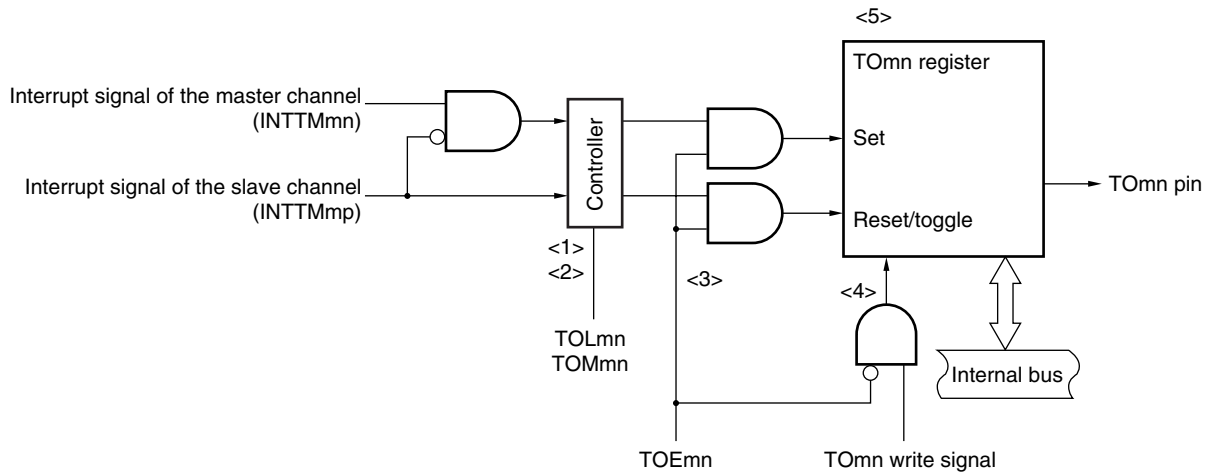 <5>
TOmn register
Interrupt signal of the master channel
(INTTMmn)
Controller
Set
Interrupt signal of the slave channel
(INTTMmp)
TOmn pin
Reset/toggle
<1>
<2>
<3>
<4>
TOLmn
TOMmn
Internal bus
TOEmn
TOmn write signal